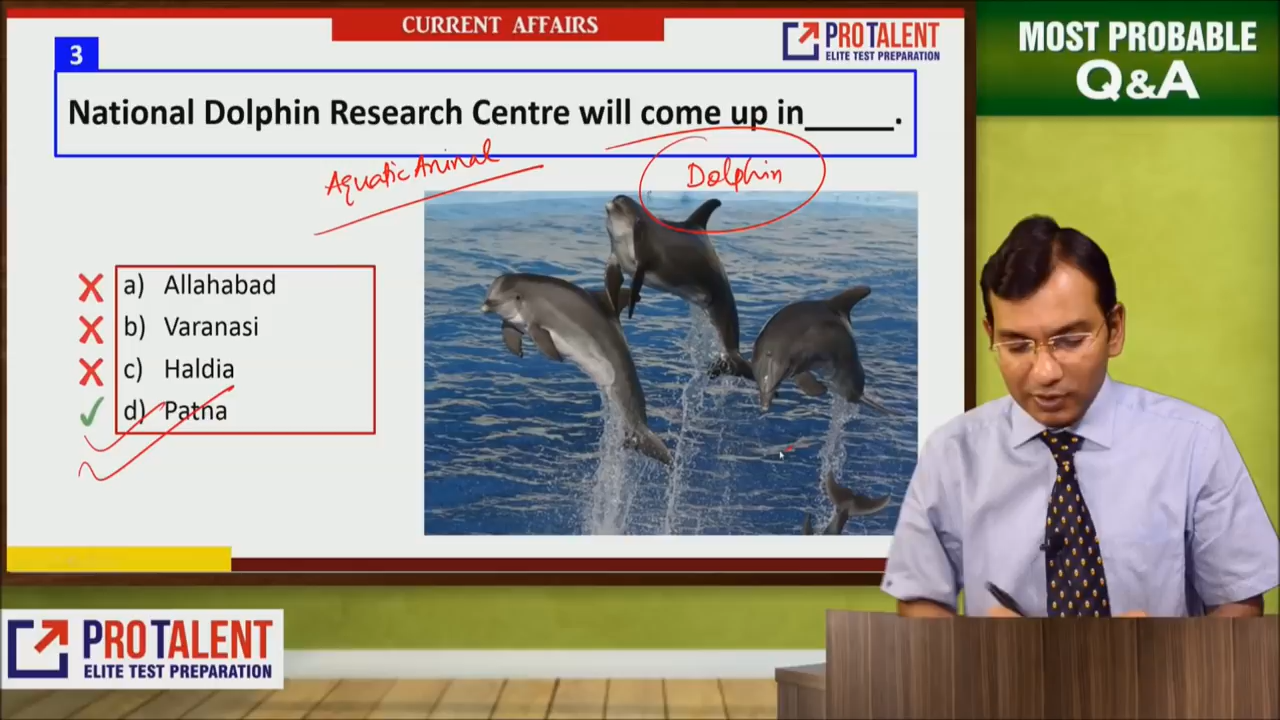 CURRENT AFFAIRS
PROTALENT
ELITE TEST PREPARATION
MOST PROBABLE
Q&A
3
National Dolphin Research Centre will come up in_____.
Aquatic Animal
Dolphin
a) Allahabad
b) Varanasi
c) Haldia
d) Patna
PROTALENT
ELITE TEST PREPARATION